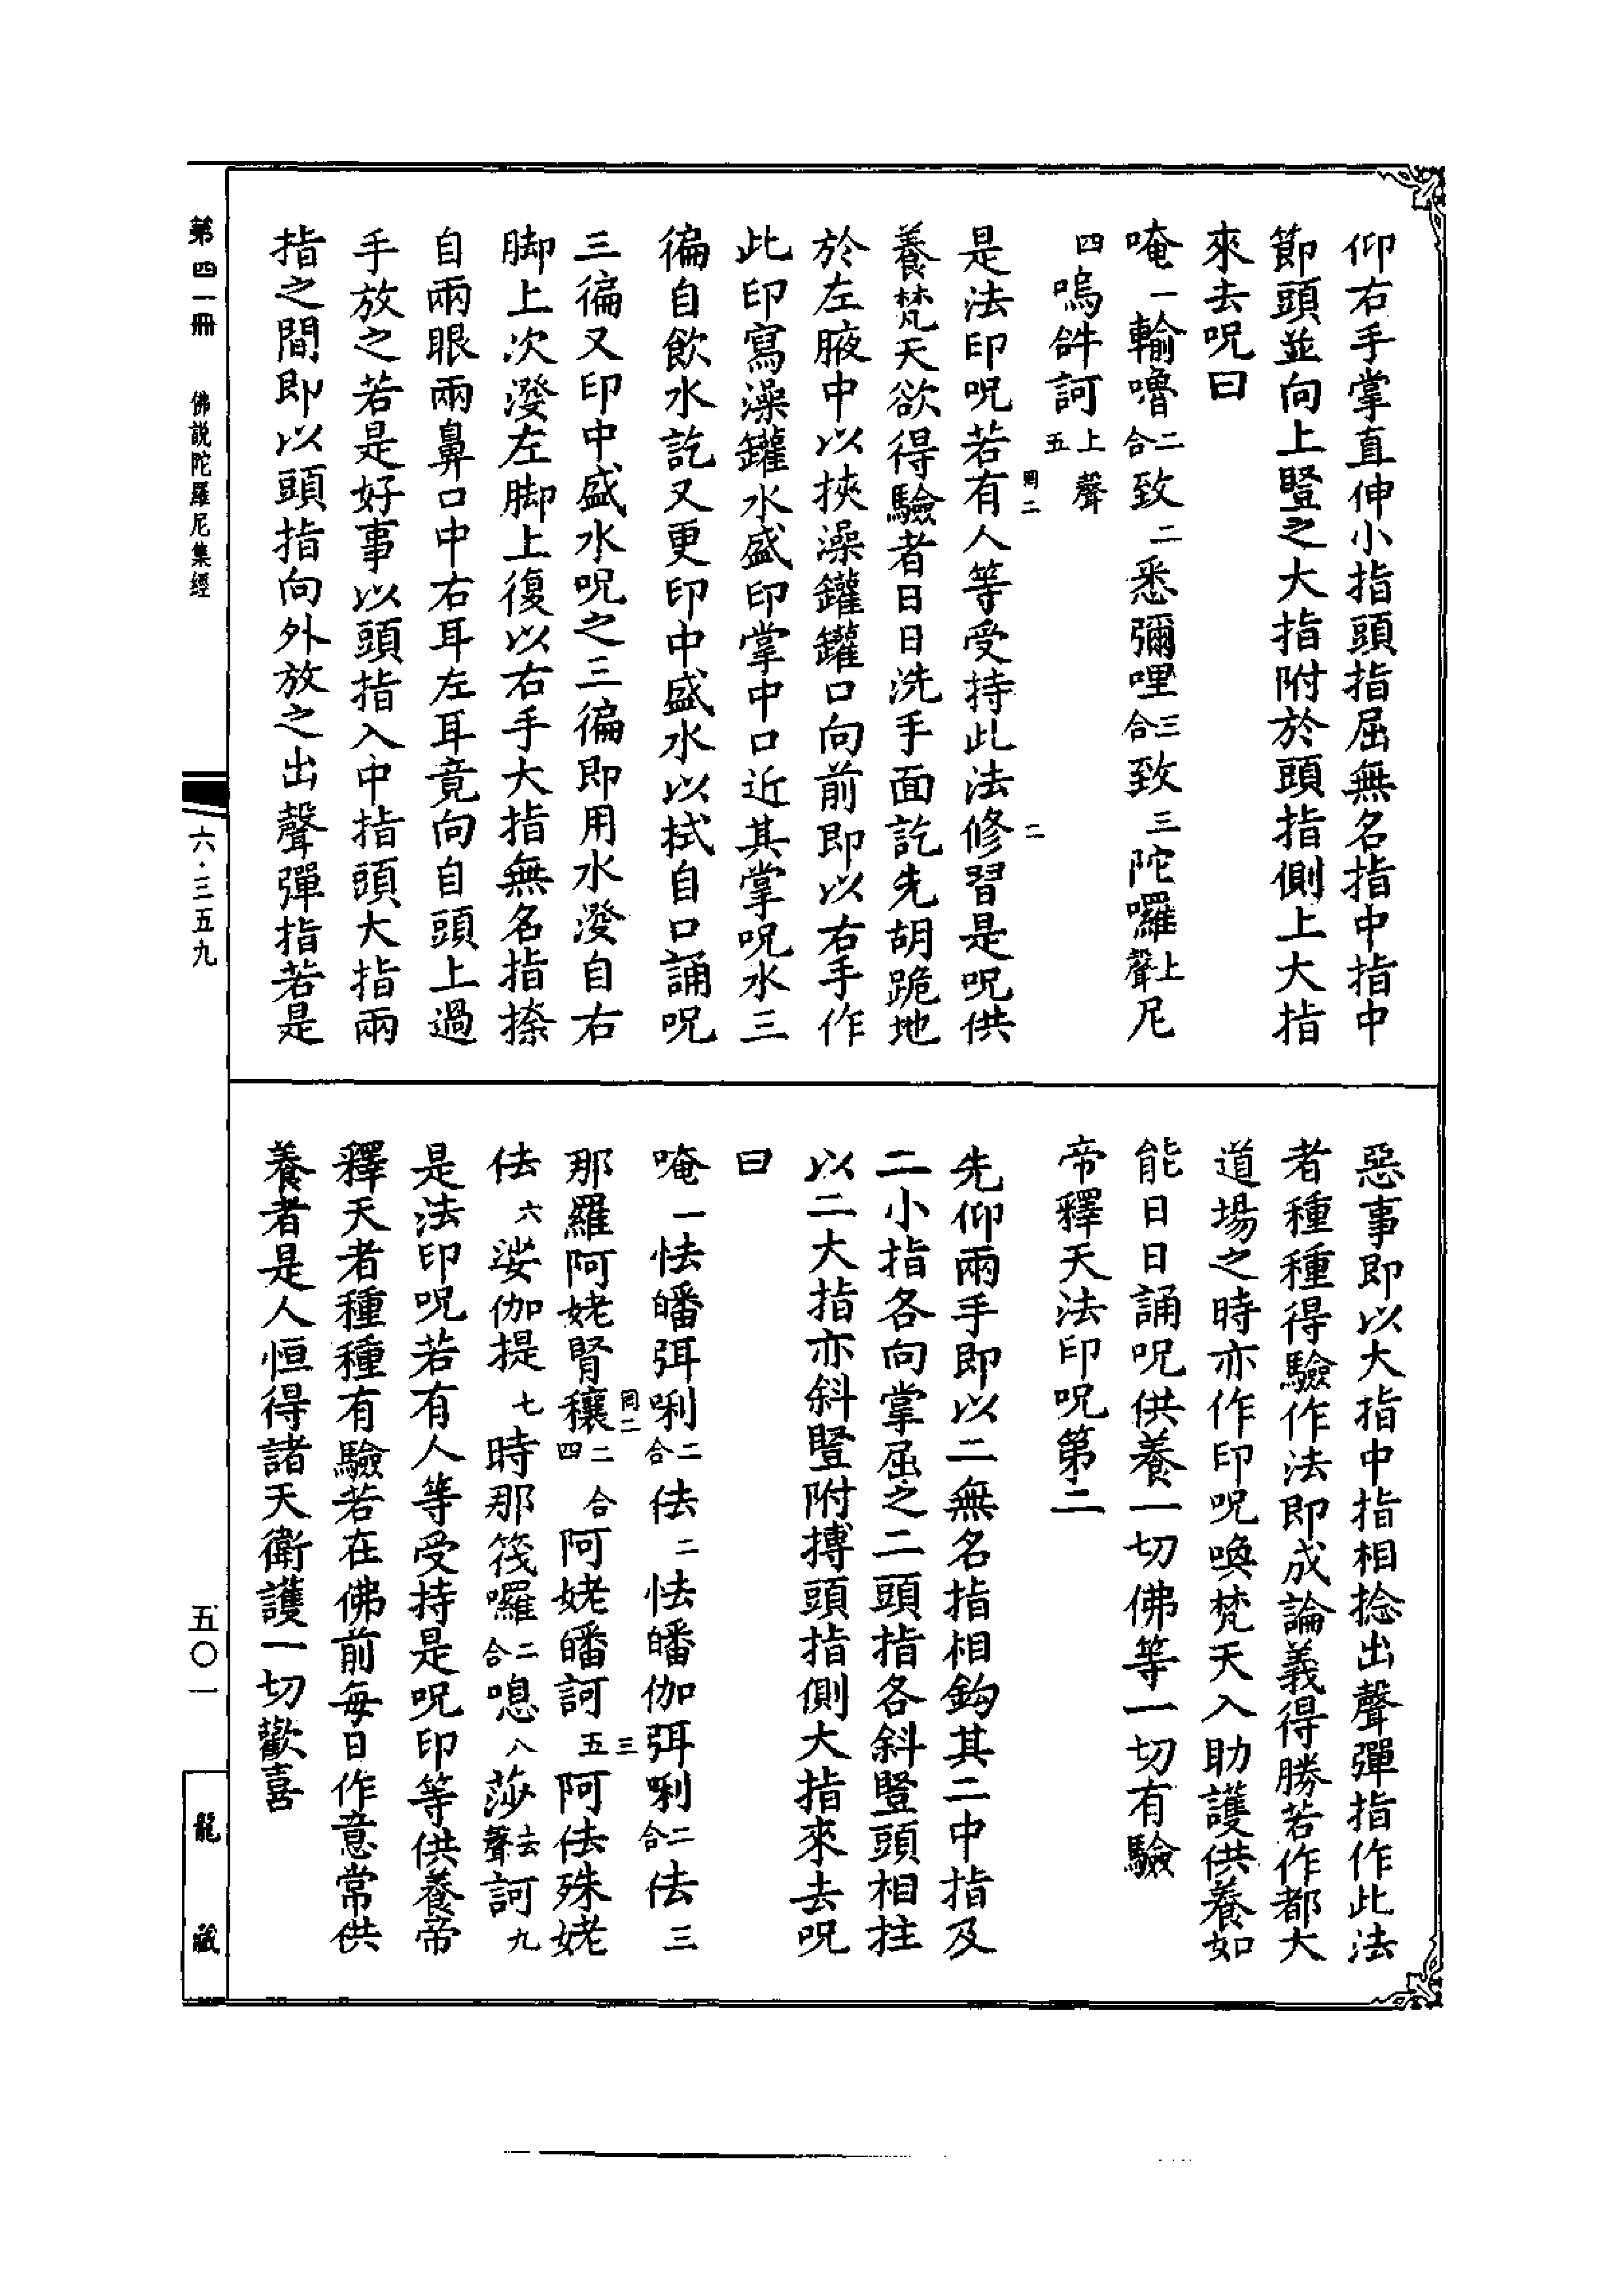 仰右手掌直伸小指頭指屈無名指中指中
節頭並向上豎之大指附於頭指側上大指
來去呪曰
唵一輸嚕二合致二悉彌哩三合致三陀囉上聲尼
四嗚𤙖訶上聲五
是法印呪若有人等受持此法修習是呪供
養梵天欲得驗者日日洗手面訖先胡跪地
於左腋中以挾澡罐罐口向前即以右手作
此印寫澡罐水盛印掌中口近其掌呪水三
徧自飲水訖又更印中盛水以拭自口誦呪
三徧又印中盛水呪之三徧即用水潑自右
脚上次潑左脚上復以右手大指無名指捺
自兩眼兩鼻口中右耳左耳竟向自頭上過
手放之若是好事以頭指入中指頭大指兩
指之間即以頭指向外放之出聲彈指若是
惡事即以大指中指相捻出聲彈指作此法
者種種得驗作法即成論義得勝若作都大
道場之時亦作印呪喚梵天入助護供養如
能日日誦呪供養一切佛等一切有驗
帝釋天法印呪第二
先仰兩手即以二無名指相鈎其二中指及
二小指各向掌屈之二頭指各斜豎頭相拄
以二大指亦斜豎附搏頭指側大指來去呪
曰
唵一怯皤弭唎二合佉二怯皤伽弭唎二合佉三
那羅阿姥腎穰二合四阿姥皤訶五阿佉殊姥
佉六娑伽提七時那筏囉二合㗭八莎去聲訶九
是法印呪若有人等受持是呪印等供養帝
釋天者種種有驗若在佛前每日作意常供
養者是人恒得諸天衛護一切歡喜
第四一冊
佛說陀羅尼集經
六·三五九
五〇一
龍藏
罔二
二
罔二
三